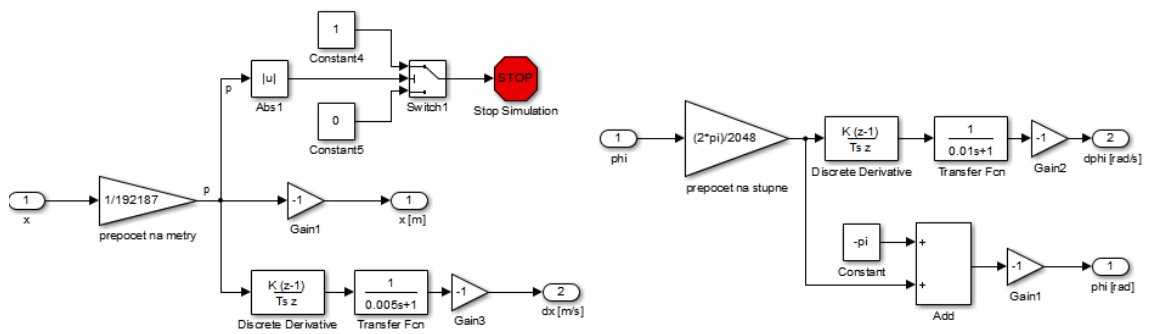 1
Constant4
p
|u|
Abs1
Switch1
STOP
Stop Simulation
0
Constant5
1
x
1/192187
prepocet na metry
p
-1
Gain1
1
x [m]
K (z-1)
Ts z
Discrete Derivative
1
0.005s+1
Transfer Fcn
-1
Gain3
2
dx [m/s]
1
phi
(2*pi)/2048
prepocet na stupne
K (z-1)
Ts z
Discrete Derivative
1
0.01s+1
Transfer Fcn
-1
Gain2
2
dphi [rad/s]
-pi
Constant
+
+
Add
-1
Gain1
1
phi [rad]